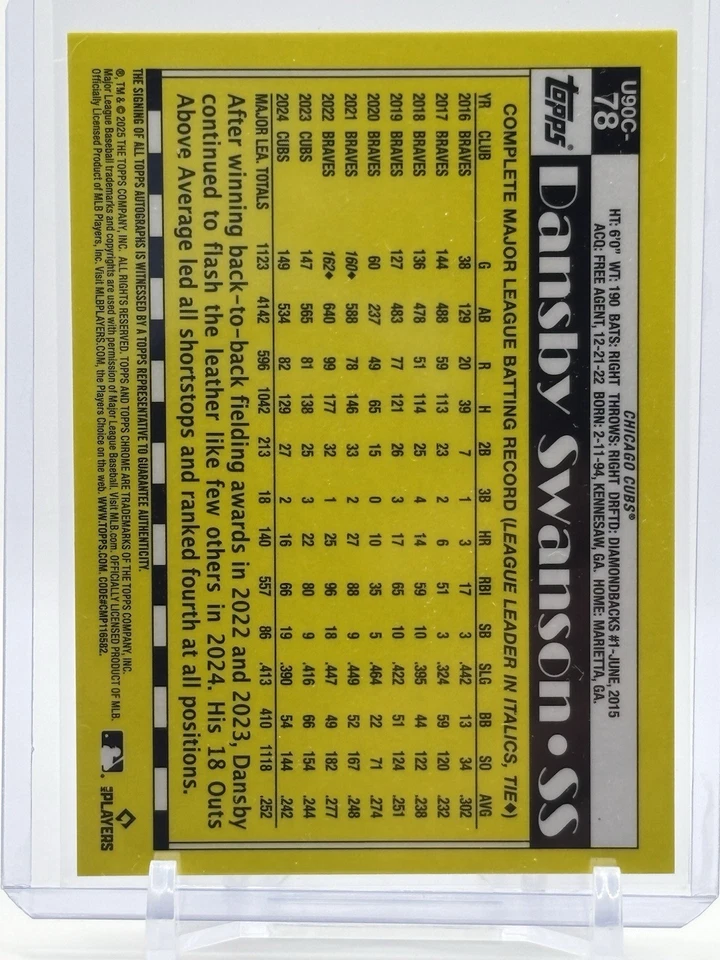 U90C-
78
CHICAGO CUBS®
HT: 6'0" WT: 190 BATS: RIGHT THROWS: RIGHT DRFTD: DIAMONDBACKS #1-JUNE, 2015
ACQ: FREE AGENT, 12-21-22 BORN: 2-11-94, KENNESAW, GA. HOME: MARIETTA, GA.
topps® Dansby Swanson • SS
COMPLETE MAJOR LEAGUE BATTING RECORD (LEAGUE LEADER IN ITALICS, TIE♦)
YR CLUB G AB R H 2B 3B HR RBI SB SLG BB SO AVG
2016 BRAVES 38 129 20 39 7 1 3 17 3 .442 13 34 .302
2017 BRAVES 144 488 59 113 23 2 6 51 3 .324 59 120 .232
2018 BRAVES 136 478 51 114 25 4 14 59 10 .395 44 122 .238
2019 BRAVES 127 483 77 121 26 3 17 65 10 .422 51 124 .251
2020 BRAVES 60 237 49 65 15 0 10 35 5 .464 22 71 .274
2021 BRAVES 160♦ 588 78 146 33 2 27 88 9 .449 52 167 .248
2022 BRAVES 162♦ 640 99 177 32 1 25 96 18 .447 49 182 .277
2023 CUBS 147 565 81 138 25 3 22 80 9 .416 66 154 .244
2024 CUBS 149 534 82 129 27 2 16 66 19 .390 54 144 .242
MAJOR LEA. TOTALS 1123 4142 596 1042 213 18 140 557 86 .413 410 1118 .252
After winning back-to-back fielding awards in 2022 and 2023, Dansby
continued to flash the leather like few others in 2024. His 18 Outs
Above Average led all shortstops and ranked fourth at all positions.
THE SIGNING OF ALL TOPPS AUTOGRAPHS IS WITNESSED BY A TOPPS REPRESENTATIVE TO GUARANTEE AUTHENTICITY.
®, TM & © 2025 THE TOPPS COMPANY, INC. ALL RIGHTS RESERVED. TOPPS AND TOPPS CHROME ARE TRADEMARKS OF THE TOPPS COMPANY, INC.
Major League Baseball trademarks and copyrights are used with permission of Major League Baseball. Visit MLB.com. OFFICIALLY LICENSED PRODUCT OF MLB.
Officially Licensed Product of MLB Players, Inc. Visit MLBPLAYERS.COM, the Players Choice on the web. WWW.TOPPS.COM. CODE#CMP116582.
MLB PLAYERS